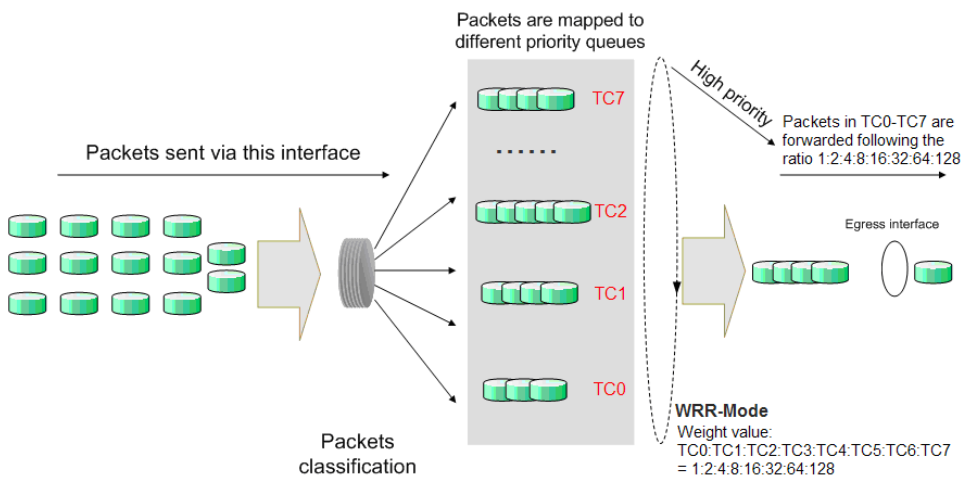 Packets are mapped to
different priority queues
High priority
TC7
Packets in TC0-TC7 are
forwarded following the
ratio 1:2:4:8:16:32:64:128
Packets sent via this interface
......
TC2
Egress interface
TC1
TC0
WRR-Mode
Weight value:
TC0:TC1:TC2:TC3:TC4:TC5:TC6:TC7
= 1:2:4:8:16:32:64:128
Packets
classification